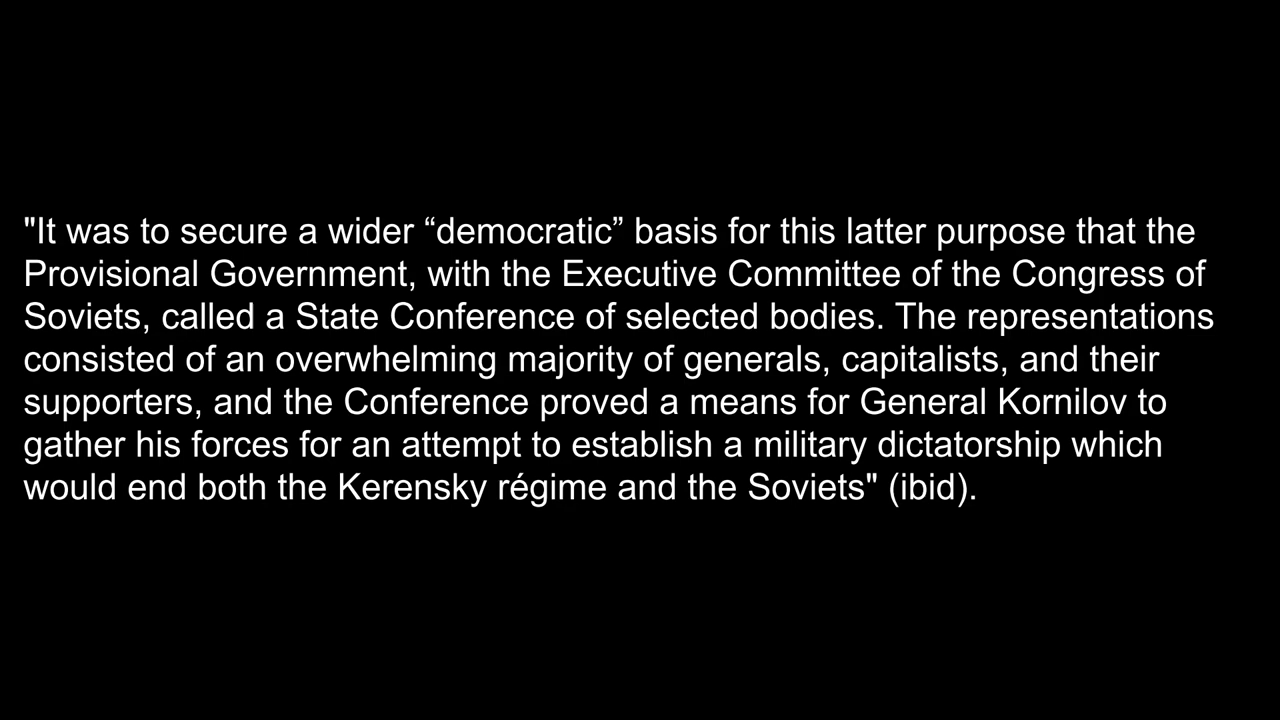 "It was to secure a wider “democratic” basis for this latter purpose that the
Provisional Government, with the Executive Committee of the Congress of
Soviets, called a State Conference of selected bodies. The representations
consisted of an overwhelming majority of generals, capitalists, and their
supporters, and the Conference proved a means for General Kornilov to
gather his forces for an attempt to establish a military dictatorship which
would end both the Kerensky régime and the Soviets" (ibid).